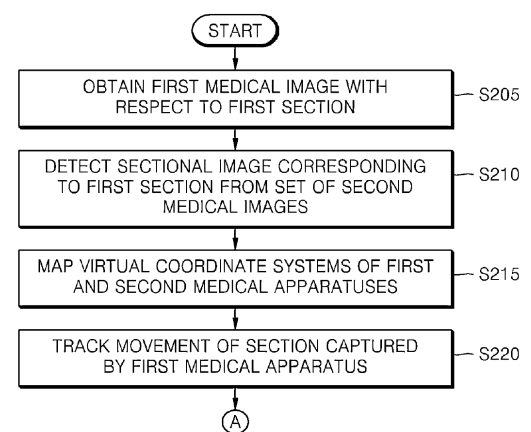 START
OBTAIN FIRST MEDICAL IMAGE WITH
RESPECT TO FIRST SECTION
S205
DETECT SECTIONAL IMAGE CORRESPONDING
TO FIRST SECTION FROM SET OF SECOND
MEDICAL IMAGES
S210
MAP VIRTUAL COORDINATE SYSTEMS OF FIRST
AND SECOND MEDICAL APPARATUSES
S215
TRACK MOVEMENT OF SECTION CAPTURED
BY FIRST MEDICAL APPARATUS
S220
A